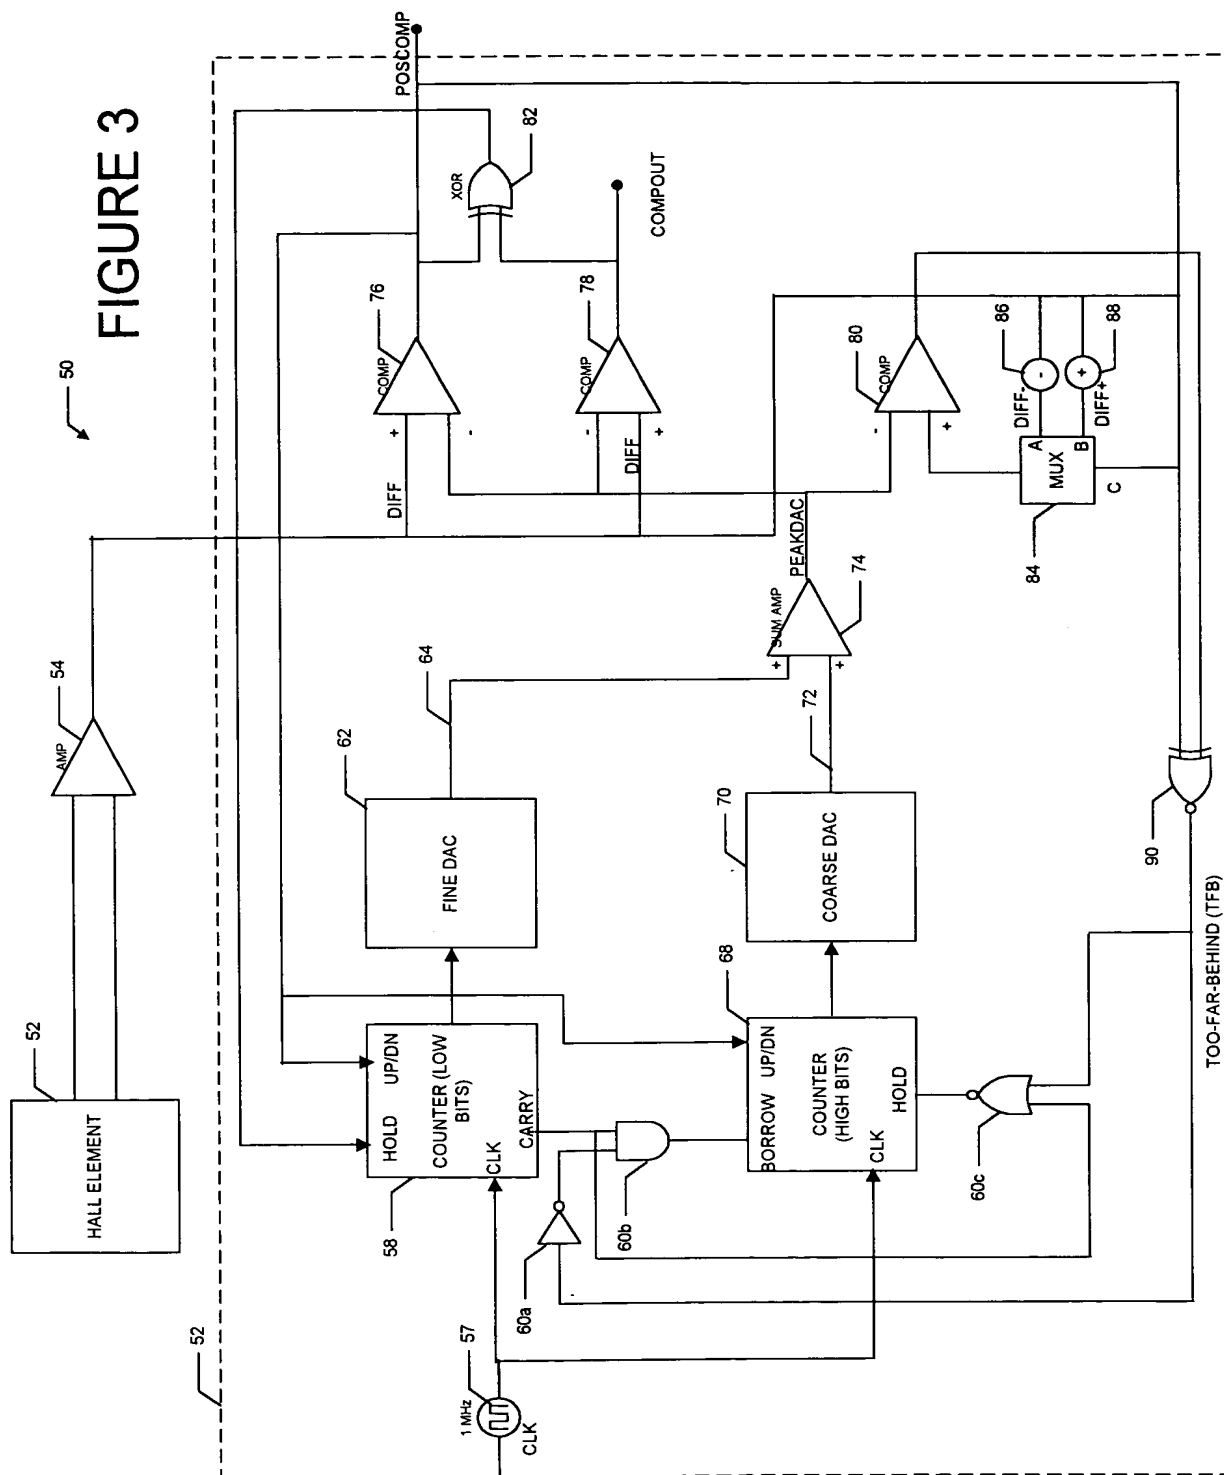 FIGURE 3
50
52
HALL ELEMENT
AMP
54
52
POSCOMP
82
XOR
COMPOUT
76
COMP
+
-
DIFF
78
COMP
-
+
DIFF
80
COMP
-
+
86
-
DIFF-
88
+
DIFF+
A
B
MUX
C
84
PEAKDAC
SUM AMP
74
+
+
64
62
FINE DAC
72
70
COARSE DAC
HOLD
UP/DN
COUNTER (LOW
BITS)
CLK
CARRY
58
68
BORROW
UP/DN
COUNTER
(HIGH BITS)
CLK
HOLD
60a
60b
60c
1 MHz
57
CLK
90
TOO-FAR-BEHIND (TFB)